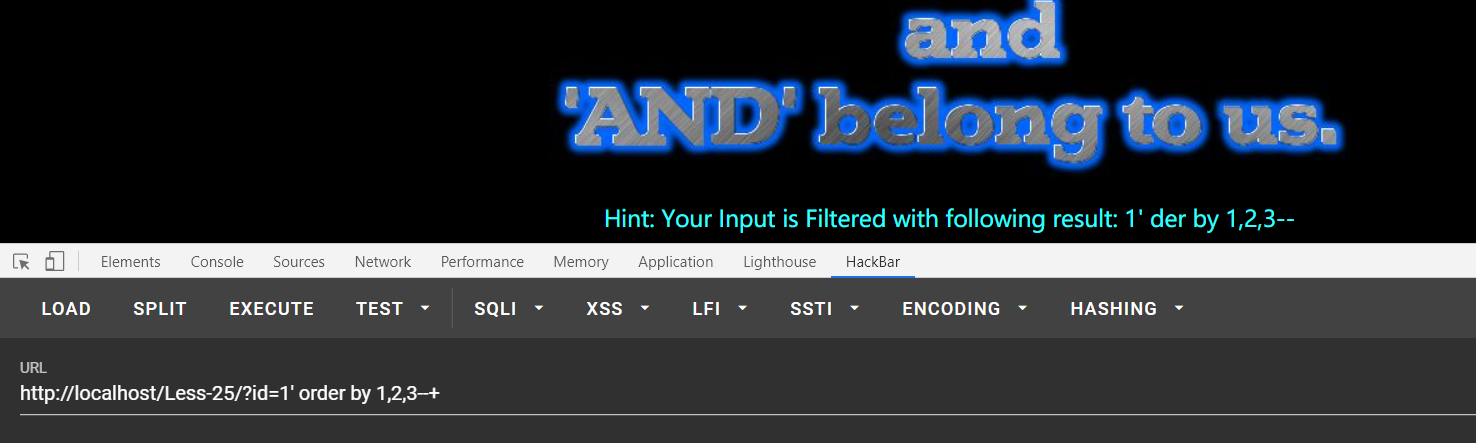 and
'AND' belong to us.
Hint: Your Input is Filtered with following result: 1' der by 1,2,3--
Elements Console Sources Network Performance Memory Application Lighthouse HackBar
LOAD SPLIT EXECUTE TEST SQLI XSS LFI SSTI ENCODING HASHING
URL
http://localhost/Less-25/?id=1' order by 1,2,3--+